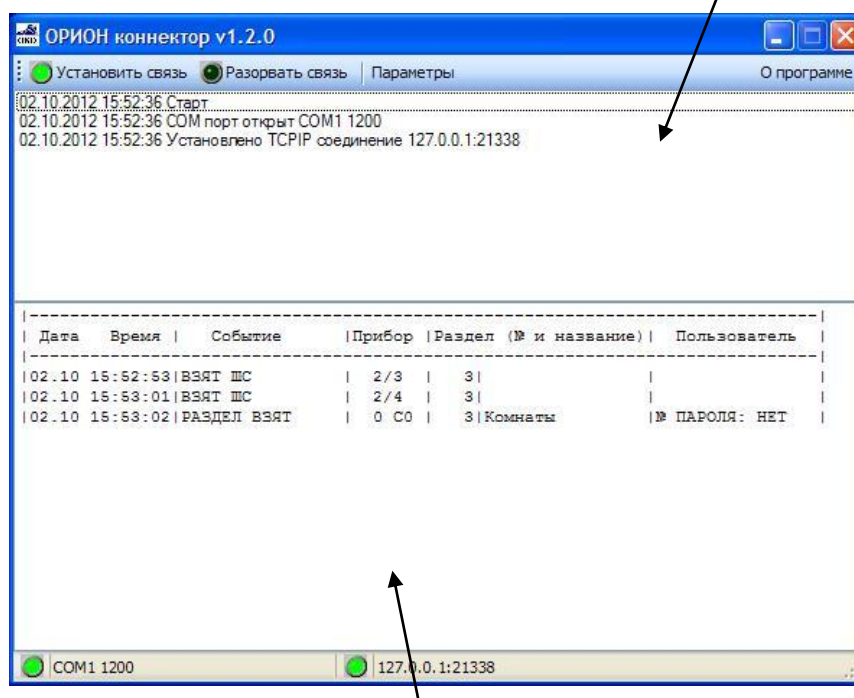 ОРИОН коннектор v1.2.0
Установить связь Разорвать связь Параметры О программе
02.10.2012 15:52:36 Старт
02.10.2012 15:52:36 COM порт открыт COM1 1200
02.10.2012 15:52:36 Установлено TCPIP соединение 127.0.0.1:21338
|------------------------------------------------------------------------------|
| Дата Время | Событие |Прибор |Раздел (№ и название)| Пользователь |
|------------------------------------------------------------------------------|
|02.10 15:52:53|ВЗЯТ ШС | 2/3 | 3| | |
|02.10 15:53:01|ВЗЯТ ШС | 2/4 | 3| | |
|02.10 15:53:02|РАЗДЕЛ ВЗЯТ | 0 C0 | 3|Комнаты |№ ПАРОЛЯ: НЕТ |
COM1 1200 127.0.0.1:21338